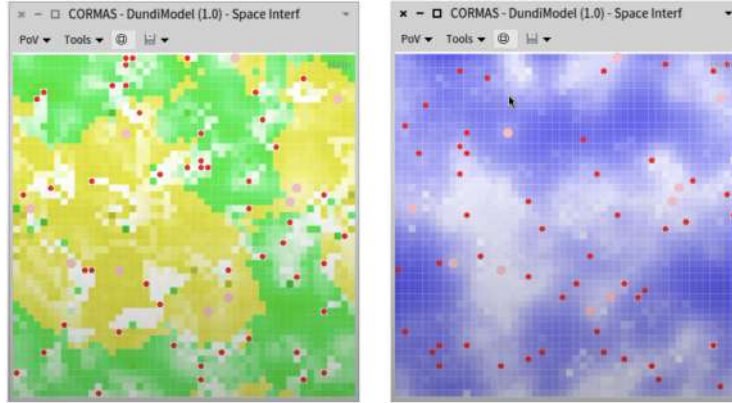 CORMAS - DundiModel (1.0) - Space Interf
PoV Tools
CORMAS - DundiModel (1.0) - Space Interf
PoV Tools